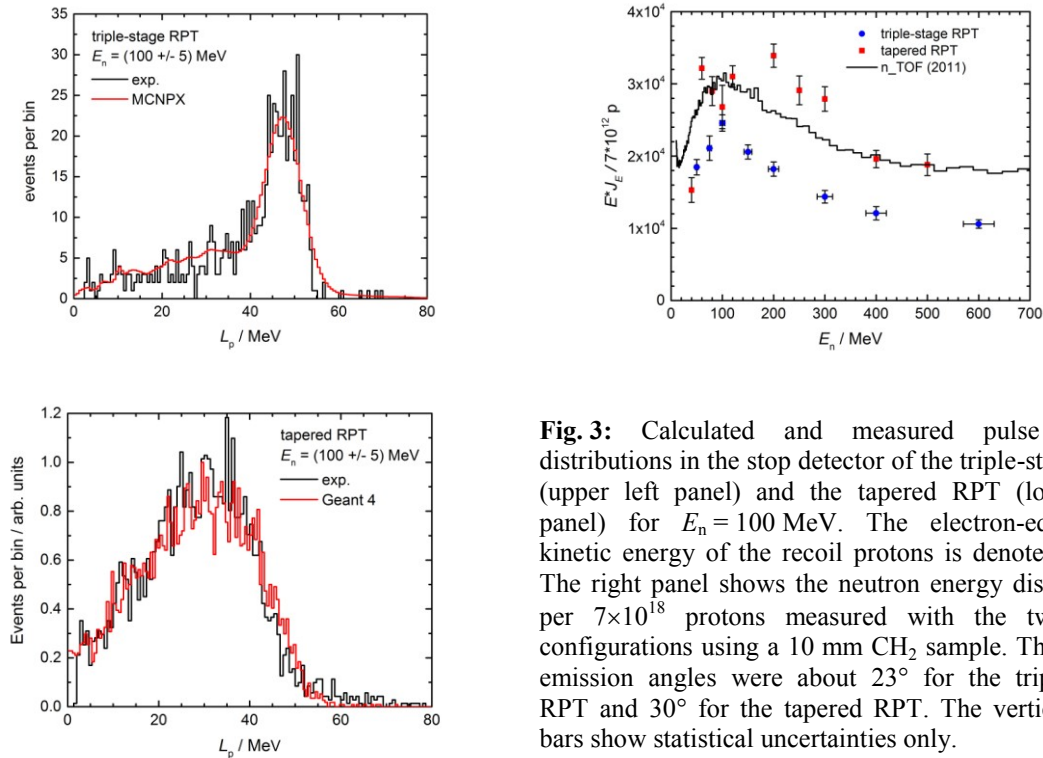 triple-stage RPT
E_n = (100 +/- 5) MeV
exp.
MCNPX
events per bin
35
30
25
20
15
10
5
0
0 20 40 60 80
L_p / MeV
triple-stage RPT
tapered RPT
n_TOF (2011)
E*J_E / 7*10^12 p
4x10^4
3x10^4
2x10^4
1x10^4
0
0 100 200 300 400 500 600 700
E_n / MeV
tapered RPT
E_n = (100 +/- 5) MeV
exp.
Geant 4
Events per bin / arb. units
1.2
1.0
0.8
0.6
0.4
0.2
0.0
0 20 40 60 80
L_p / MeV
Fig. 3: Calculated and measured pulse
distributions in the stop detector of the triple-st
(upper left panel) and the tapered RPT (lo
panel) for E_n = 100 MeV. The electron-eq
kinetic energy of the recoil protons is denote
The right panel shows the neutron energy dis
per 7×10^18 protons measured with the tw
configurations using a 10 mm CH₂ sample. Th
emission angles were about 23° for the trip
RPT and 30° for the tapered RPT. The vertic
bars show statistical uncertainties only.